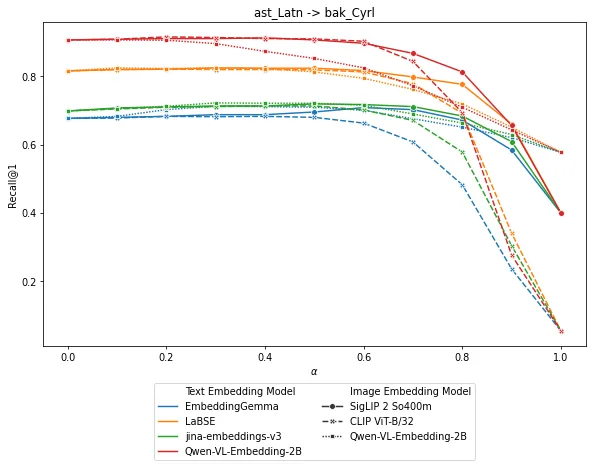 ast_Latn -> bak_Cyrl
Recall@1
0.8
0.6
0.4
0.2
0.0 0.2 0.4 0.6 0.8 1.0
α
Text Embedding Model Image Embedding Model
EmbeddingGemma SigLIP 2 So400m
LaBSE CLIP ViT-B/32
jina-embeddings-v3 Qwen-VL-Embedding-2B
Qwen-VL-Embedding-2B